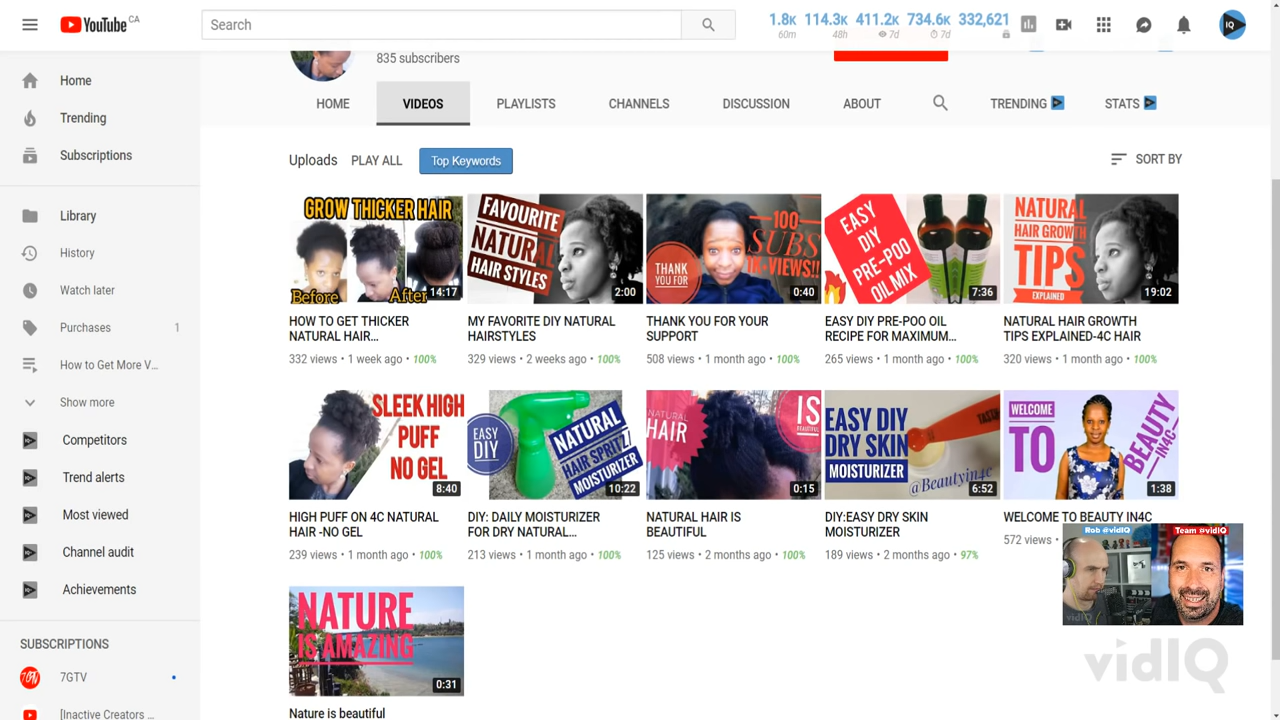 YouTube CA
Search
1.8K 114.3K 411.2K 734.6K 332,621
60m 48h 7d 7d
IQ
835 subscribers
Home
Trending
Subscriptions
Library
History
Watch later
Purchases 1
How to Get More V...
Show more
Competitors
Trend alerts
Most viewed
Channel audit
Achievements
SUBSCRIPTIONS
7GTV
[Inactive Creators ...
HOME VIDEOS PLAYLISTS CHANNELS DISCUSSION ABOUT TRENDING STATS
Uploads PLAY ALL Top Keywords SORT BY
GROW THICKER HAIR
Before After
14:17
FAVOURITE
NATURAL
HAIR STYLES
2:00
THANK
YOU FOR
100
SUBS
1K+VIEWS!!
0:40
EASY
DIY
PRE-POO
OIL MIX
7:36
NATURAL
HAIR GROWTH
TIPS
EXPLAINED
19:02
HOW TO GET THICKER
NATURAL HAIR...
332 views • 1 week ago • 100%
MY FAVORITE DIY NATURAL
HAIRSTYLES
329 views • 2 weeks ago • 100%
THANK YOU FOR YOUR
SUPPORT
508 views • 1 month ago • 100%
EASY DIY PRE-POO OIL
RECIPE FOR MAXIMUM...
265 views • 1 month ago • 100%
NATURAL HAIR GROWTH
TIPS EXPLAINED-4C HAIR
320 views • 1 month ago • 100%
SLEEK HIGH
PUFF
NO GEL
8:40
EASY
DIY
NATURAL
HAIR SPRITZ
MOISTURIZER
10:22
NATURAL
HAIR
IS
BEAUTIFUL
0:15
EASY DIY
DRY SKIN
MOISTURIZER
@Beautyin4c
6:52
WELCOME
TO
BEAUTY
IN4C
1:38
HIGH PUFF ON 4C NATURAL
HAIR -NO GEL
239 views • 1 month ago • 100%
DIY: DAILY MOISTURIZER
FOR DRY NATURAL...
213 views • 1 month ago • 100%
NATURAL HAIR IS
BEAUTIFUL
125 views • 2 months ago • 100%
DIY:EASY DRY SKIN
MOISTURIZER
189 views • 2 months ago • 97%
WELCOME TO BEAUTY IN4C
572 views •
Rob @vidIQ Team @vidIQ
vidIQ
NATURE
IS AMAZING
0:31
Nature is beautiful
vidIQ